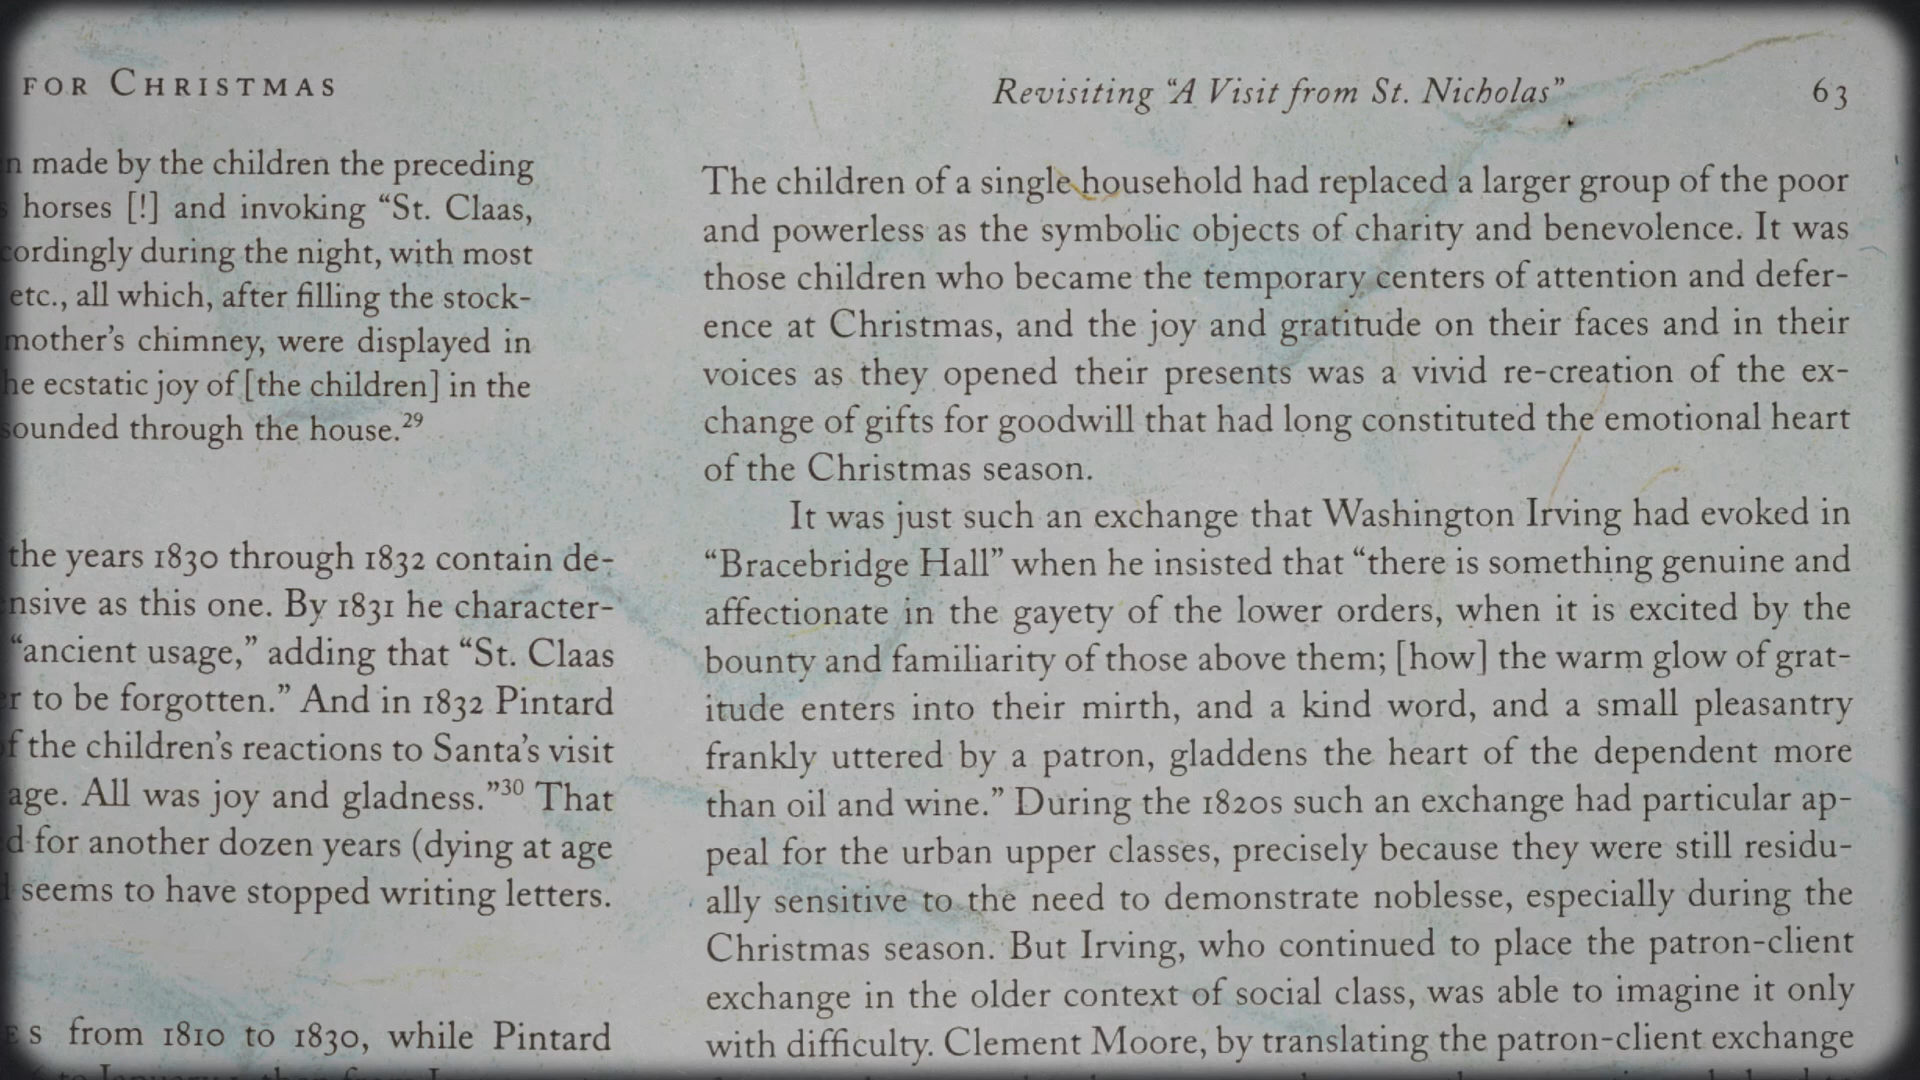 FOR CHRISTMAS
made by the children the preceding
horses [!] and invoking “St. Claas,
cordingly during the night, with most
etc., all which, after filling the stock-
mother’s chimney, were displayed in
he ecstatic joy of [the children] in the
sounded through the house.29
the years 1830 through 1832 contain de-
nsive as this one. By 1831 he character-
“ancient usage,” adding that “St. Claas
r to be forgotten.” And in 1832 Pintard
f the children’s reactions to Santa’s visit
age. All was joy and gladness.”30 That
d for another dozen years (dying at age
seems to have stopped writing letters.
ES from 1810 to 1830, while Pintard
Revisiting “A Visit from St. Nicholas” 63
The children of a single household had replaced a larger group of the poor
and powerless as the symbolic objects of charity and benevolence. It was
those children who became the temporary centers of attention and defer-
ence at Christmas, and the joy and gratitude on their faces and in their
voices as they opened their presents was a vivid re-creation of the ex-
change of gifts for goodwill that had long constituted the emotional heart
of the Christmas season.
It was just such an exchange that Washington Irving had evoked in
“Bracebridge Hall” when he insisted that “there is something genuine and
affectionate in the gayety of the lower orders, when it is excited by the
bounty and familiarity of those above them; [how] the warm glow of grat-
itude enters into their mirth, and a kind word, and a small pleasantry
frankly uttered by a patron, gladdens the heart of the dependent more
than oil and wine.” During the 1820s such an exchange had particular ap-
peal for the urban upper classes, precisely because they were still residu-
ally sensitive to the need to demonstrate noblesse, especially during the
Christmas season. But Irving, who continued to place the patron-client
exchange in the older context of social class, was able to imagine it only
with difficulty. Clement Moore, by translating the patron-client exchange